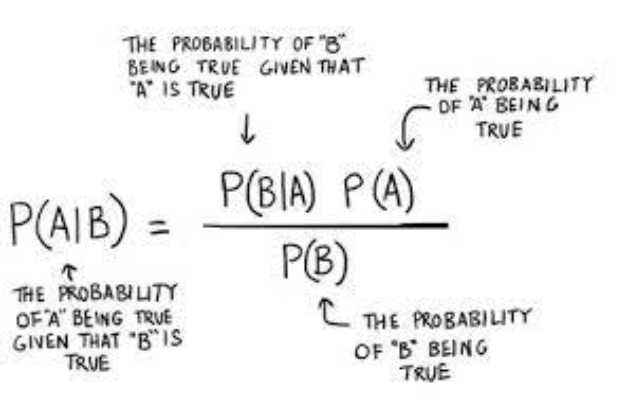 THE PROBABILITY OF "B"
BEING TRUE GIVEN THAT
"A" IS TRUE
THE PROBABILITY
OF "A" BEING
TRUE
P(A|B) =
P(B|A) P(A)
P(B)
THE PROBABILITY
OF "A" BEING TRUE
GIVEN THAT "B" IS
TRUE
THE PROBABILITY
OF "B" BEING
TRUE